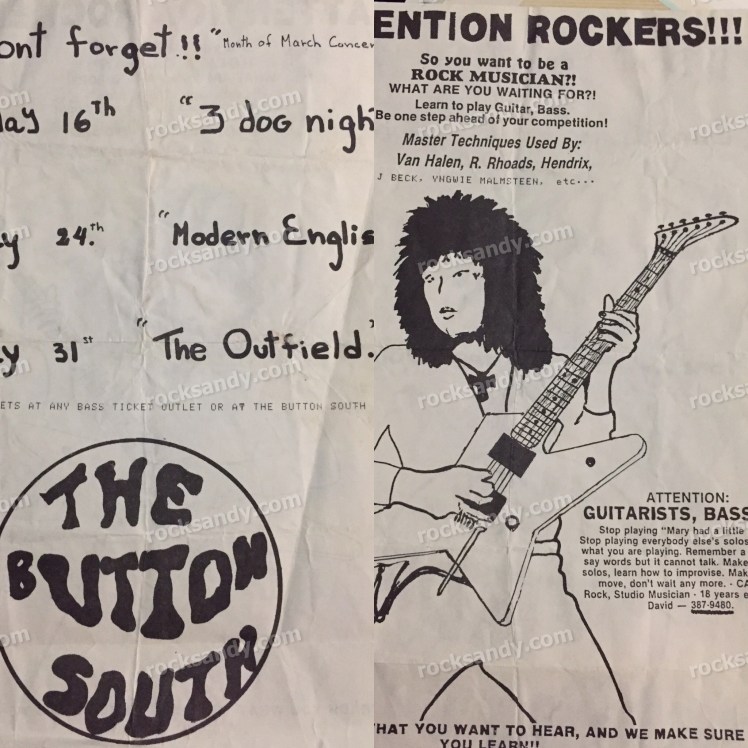 ont forget!! "Month of March Concer
ay 16th "3 dog nigh
y 24.th "Modern Englis
y 31st "The Outfield."
ETS AT ANY BASS TICKET OUTLET OR AT THE BUTTON SOUTH
THE
BUTTON
SOUTH
ENTION ROCKERS!!!
So you want to be a
ROCK MUSICIAN?!
WHAT ARE YOU WAITING FOR?!
Learn to play Guitar, Bass.
Be one step ahead of your competition!
Master Techniques Used By:
Van Halen, R. Rhoads, Hendrix,
J BECK, YNGWIE MALMSTEEN, etc...
ATTENTION:
GUITARISTS, BASS
Stop playing "Mary had a little
Stop playing everybody else's solos
what you are playing. Remember a
say words but it cannot talk. Make
solos, learn how to improvise. Mak
move, don't wait any more. - CA
Rock, Studio Musician - 18 years e
David — 387-9480.
HAT YOU WANT TO HEAR, AND WE MAKE SURE
YOU LEARN!!
rocksandy.com